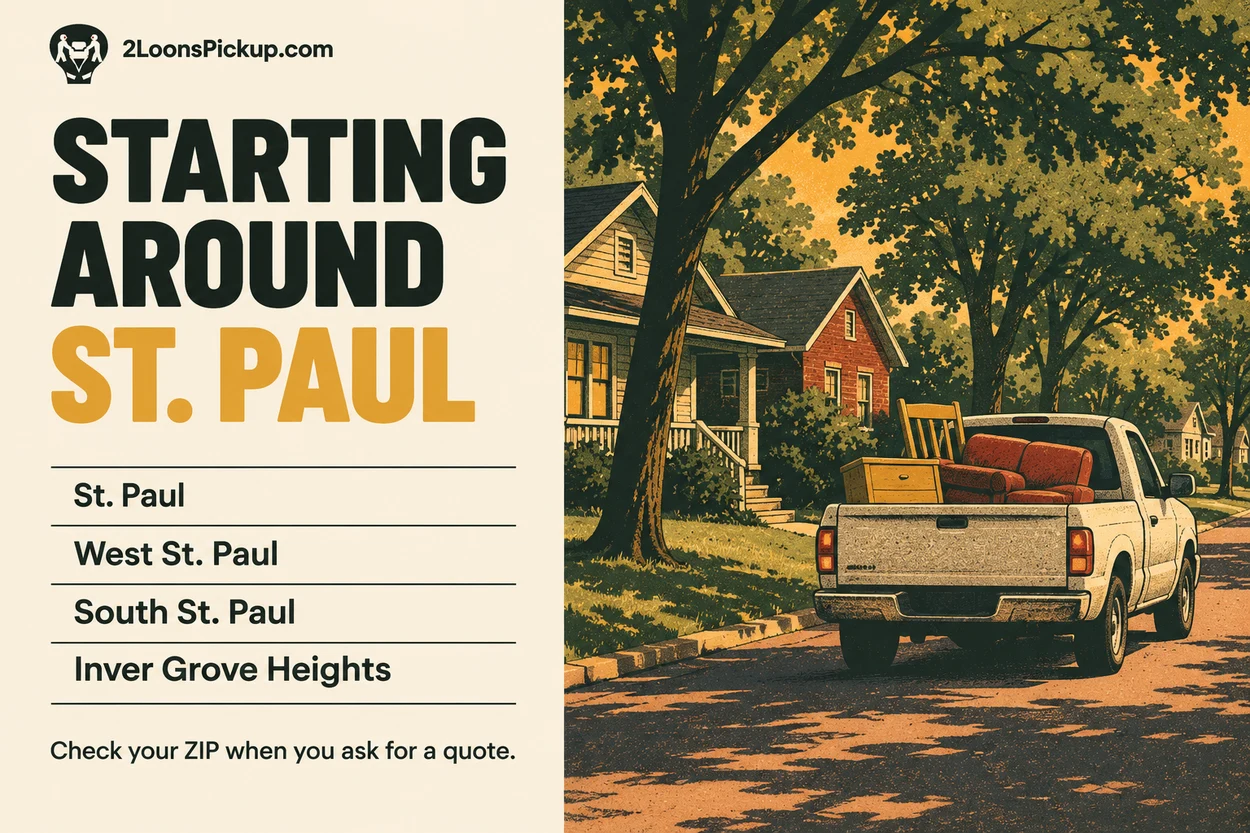 2LoonsPickup.com
STARTING
AROUND
ST. PAUL
St. Paul
West St. Paul
South St. Paul
Inver Grove Heights
Check your ZIP when you ask for a quote.